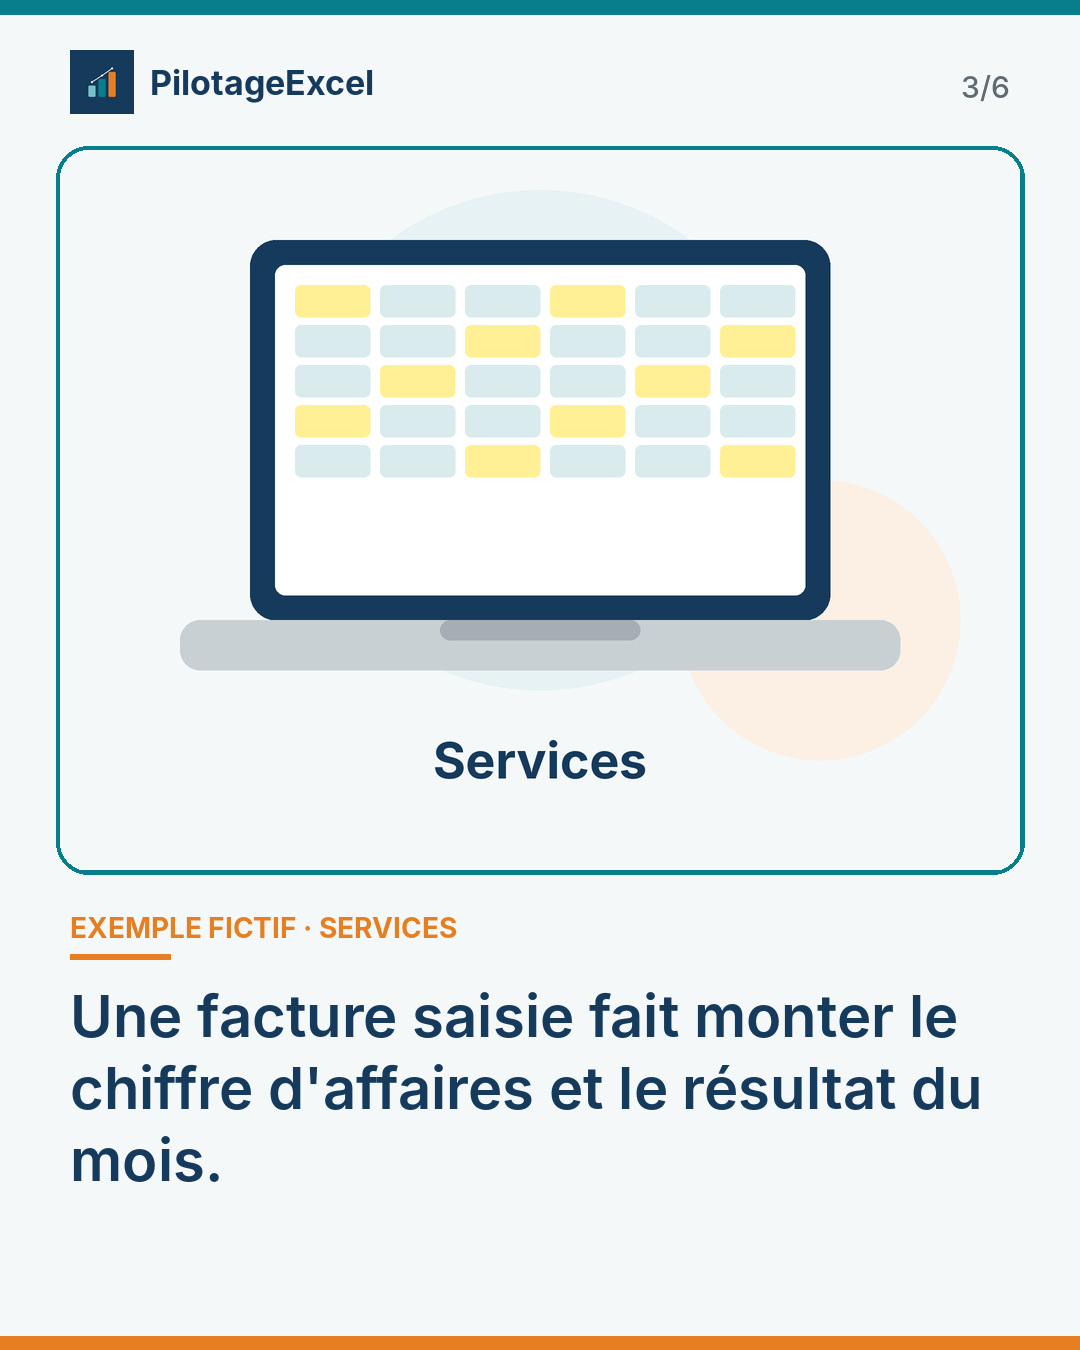 PilotageExcel
3/6
Services
EXEMPLE FICTIF · SERVICES
Une facture saisie fait monter le
chiffre d'affaires et le résultat du
mois.